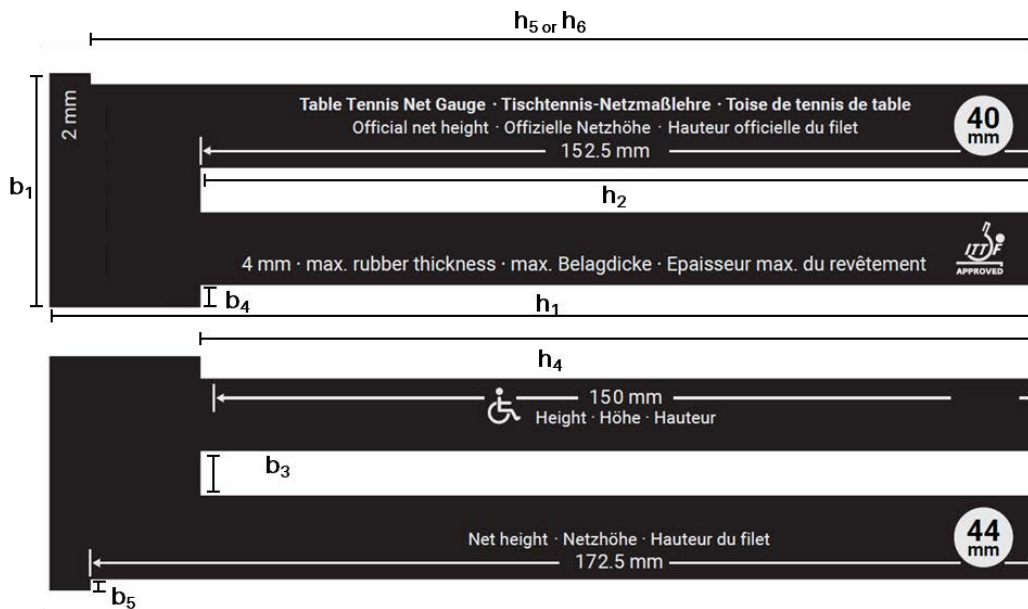 h5 or h6
2 mm
Table Tennis Net Gauge · Tischtennis-Netzmaßlehre · Toise de tennis de table
Official net height · Offizielle Netzhöhe · Hauteur officielle du filet
40
mm
152.5 mm
b1
h2
4 mm · max. rubber thickness · max. Belagdicke · Epaisseur max. du revêtement
ITTF
APPROVED
b4
h1
h4
150 mm
Height · Höhe · Hauteur
b3
Net height · Netzhöhe · Hauteur du filet
44
mm
172.5 mm
b5